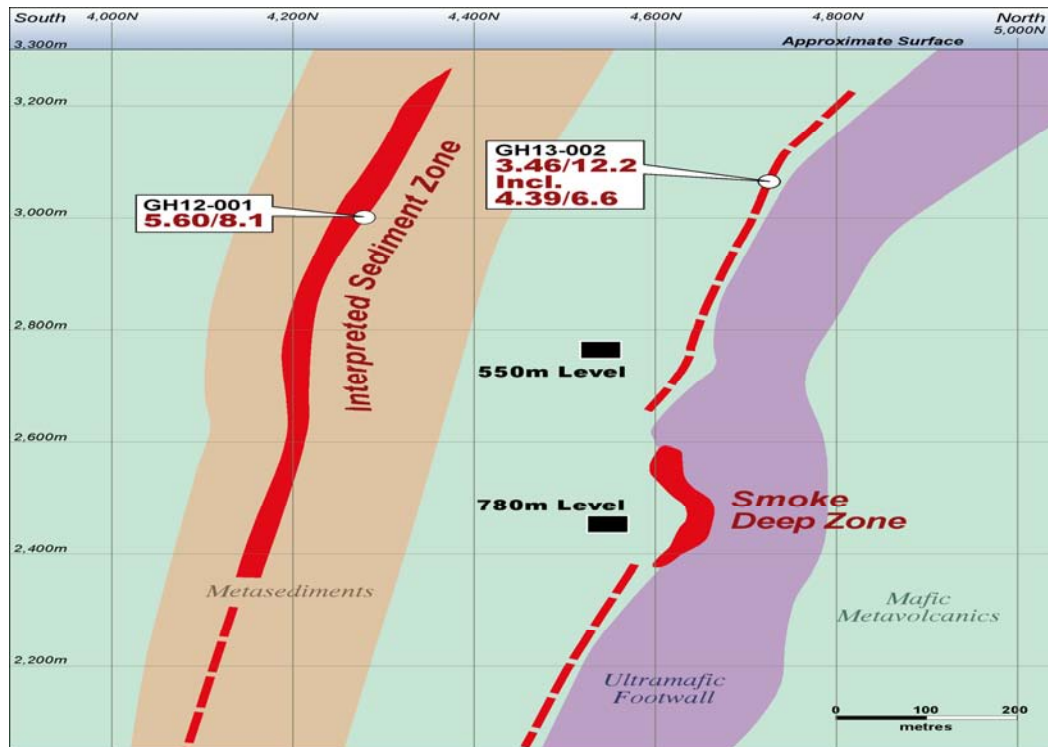 South
4,000N
4,200N
4,400N
4,600N
4,800N
North
5,000N
3,300m
Approximate Surface
3,200m
GH13-002
3.46/12.2
Incl.
4.39/6.6
GH12-001
5.60/8.1
3,000m
Interpreted Sediment Zone
2,800m
550m Level
2,600m
780m Level
Smoke
Deep Zone
2,400m
Metasediments
Mafic
Metavolcanics
2,200m
Ultramafic
Footwall
0 100 200
metres